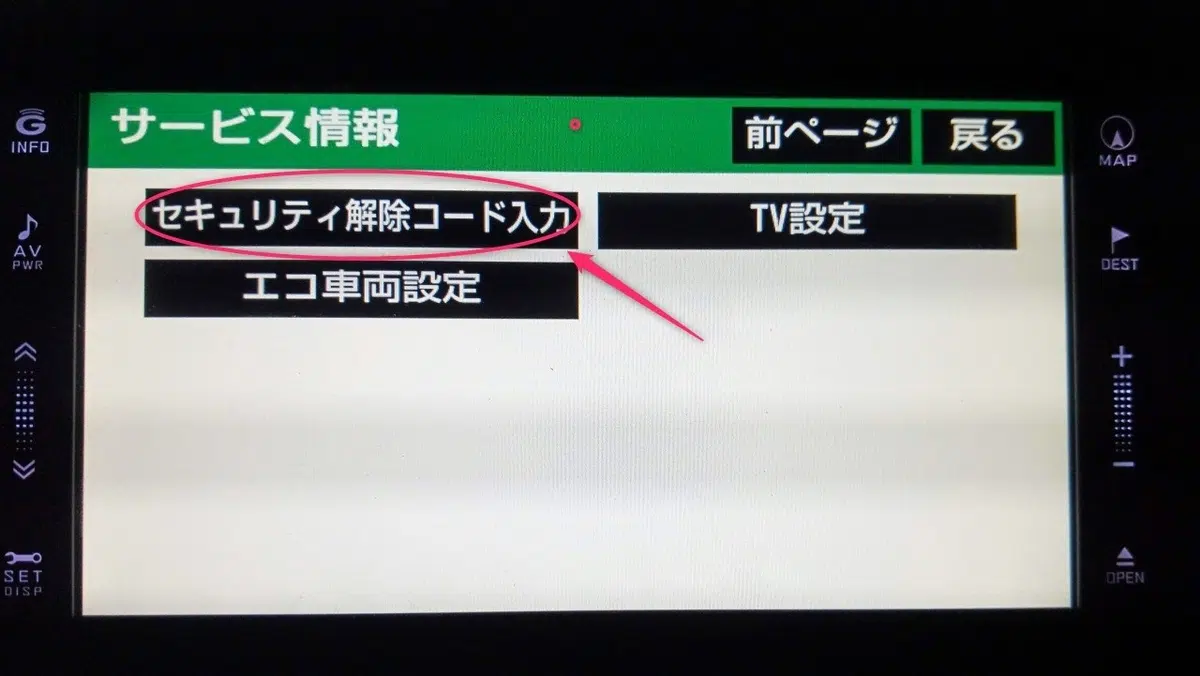 サービス情報 前ページ 戻る
セキュリティ解除コード入力 TV設定
エコ車両設定
G
INFO
AV
PWR
SET
DISP
MAP
DEST
OPEN